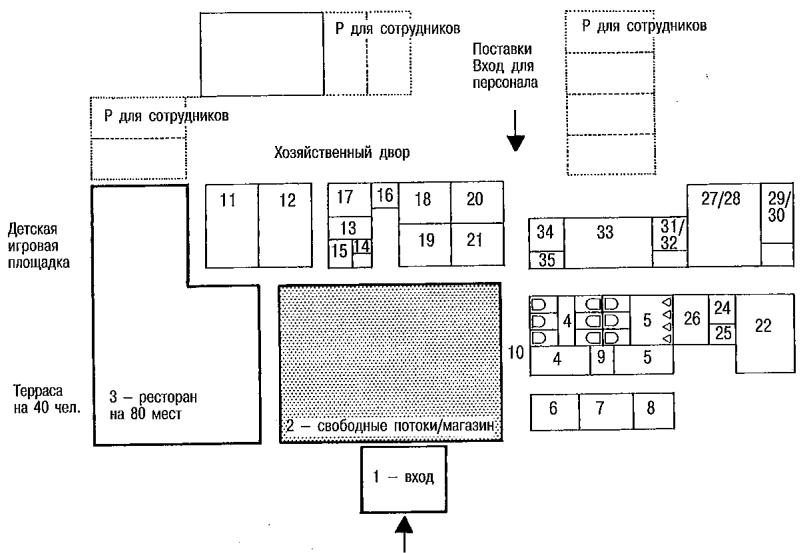 Р для сотрудников
Р для сотрудников
Поставки
Вход для
персонала
Р для сотрудников
Хозяйственный двор
11
12
17
16
18
20
13
15
14
19
21
27/28
29/
30
34
33
31/
32
35
Детская
игровая
площадка
4
5
26
24
25
22
10
4
9
5
Терраса
на 40 чел.
3 – ресторан
на 80 мест
2 – свободные потоки/магазин
6
7
8
1 – вход